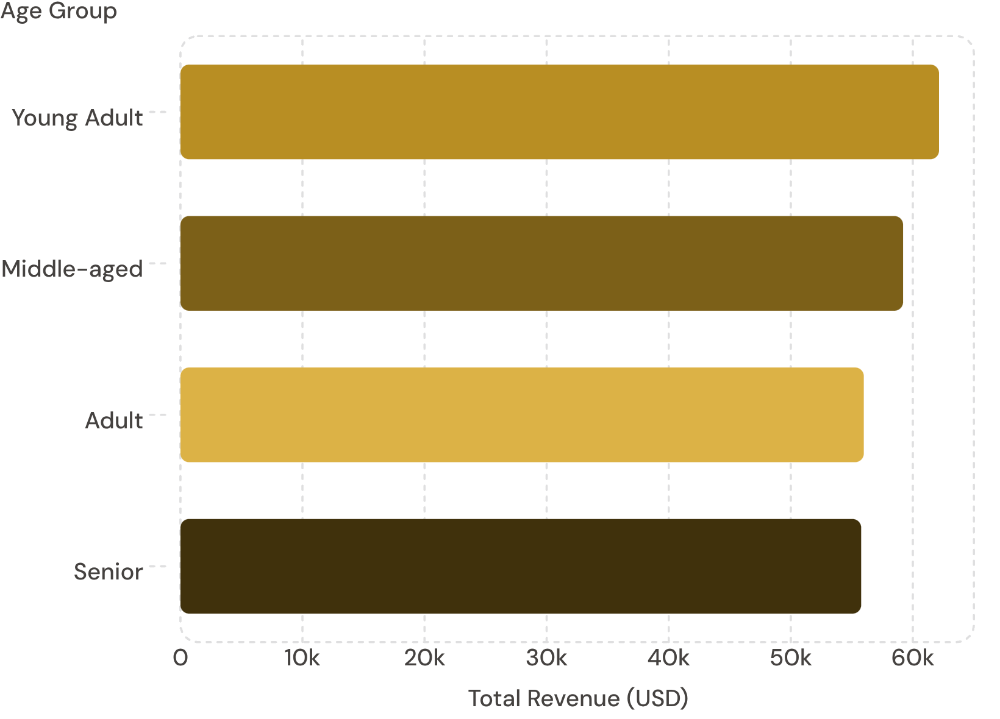 Age Group
Young Adult
Middle-aged
Adult
Senior
0 10k 20k 30k 40k 50k 60k
Total Revenue (USD)